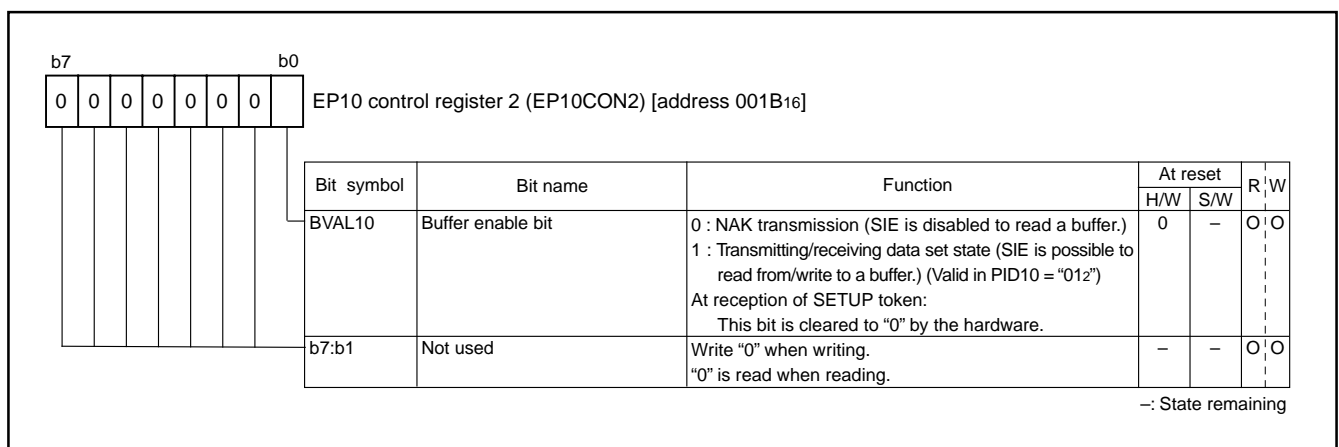 b7 b0
0 0 0 0 0 0 0 EP10 control register 2 (EP10CON2) [address 001B16]
Bit symbol Bit name Function At reset R W
H/W S/W
BVAL10 Buffer enable bit 0 : NAK transmission (SIE is disabled to read a buffer.) 0 – O O
1 : Transmitting/receiving data set state (SIE is possible to
read from/write to a buffer.) (Valid in PID10 = “012”)
At reception of SETUP token:
This bit is cleared to “0” by the hardware.
b7:b1 Not used Write “0” when writing. – – O O
“0” is read when reading.
–: State remaining